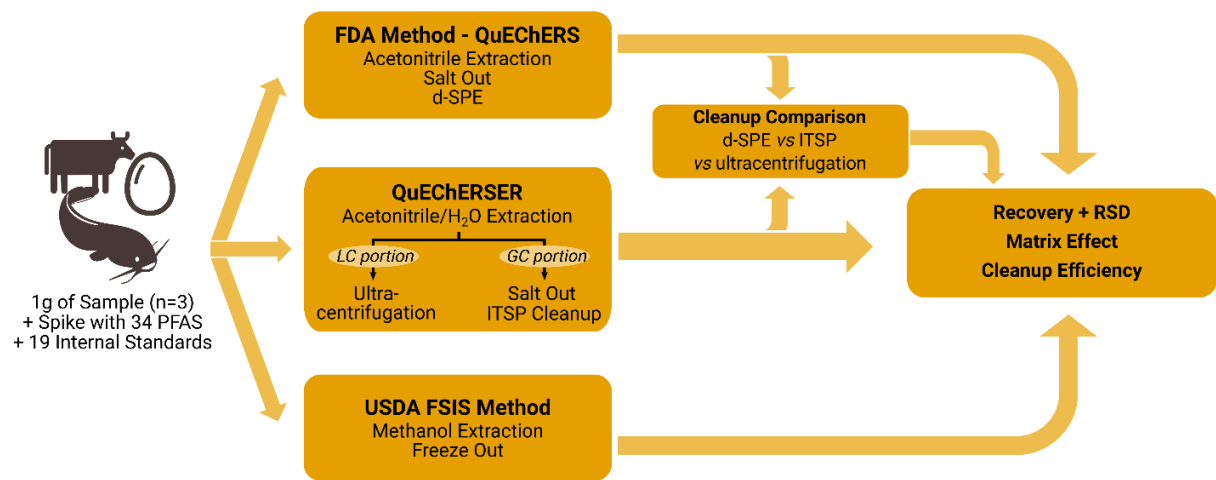 FDA Method - QuEChERS
Acetonitrile Extraction
Salt Out
d-SPE
Cleanup Comparison
d-SPE vs ITSP
vs ultracentrifugation
QuEChERSER
Acetonitrile/H₂O Extraction
LC portion
GC portion
Ultra-
centrifugation
Salt Out
ITSP Cleanup
Recovery + RSD
Matrix Effect
Cleanup Efficiency
1g of Sample (n=3)
+ Spike with 34 PFAS
+ 19 Internal Standards
USDA FSIS Method
Methanol Extraction
Freeze Out